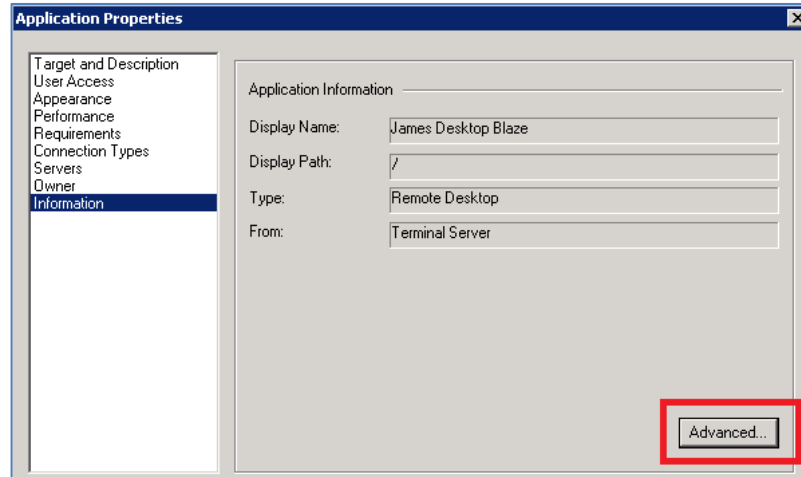 Application Properties
Target and Description
User Access
Appearance
Performance
Requirements
Connection Types
Servers
Owner
Information
Application Information
Display Name: James Desktop Blaze
Display Path: /
Type: Remote Desktop
From: Terminal Server
Advanced...